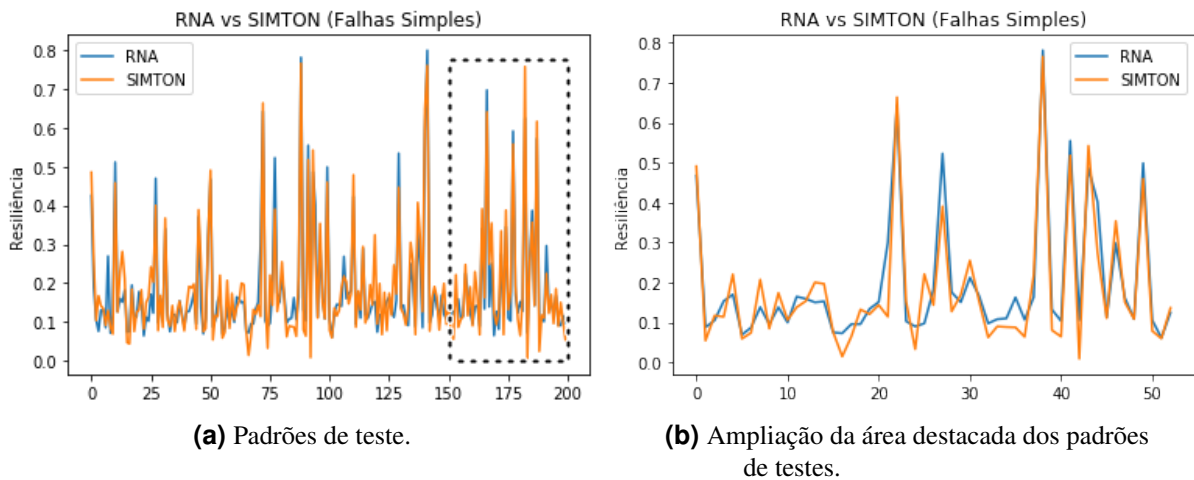 RNA vs SIMTON (Falhas Simples)
RNA
SIMTON
Resiliência
0.8
0.7
0.6
0.5
0.4
0.3
0.2
0.1
0.0
0 25 50 75 100 125 150 175 200
(a) Padrões de teste.
RNA vs SIMTON (Falhas Simples)
RNA
SIMTON
Resiliência
0.8
0.7
0.6
0.5
0.4
0.3
0.2
0.1
0.0
0 10 20 30 40 50
(b) Ampliação da área destacada dos padrões
de testes.